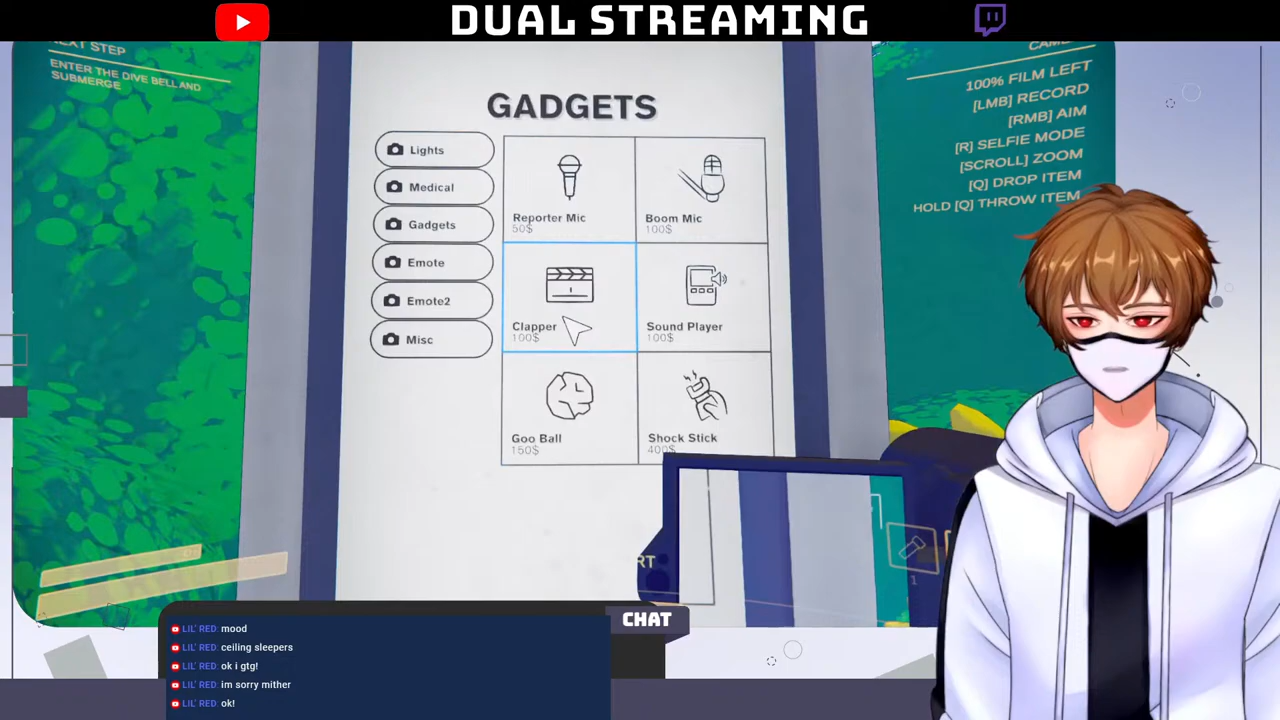 DUAL STREAMING
NEXT STEP
ENTER THE DIVE BELL AND
SUBMERGE
GADGETS
Lights
Medical
Gadgets
Emote
Emote2
Misc
Reporter Mic
50$
Boom Mic
100$
Clapper
100$
Sound Player
100$
Goo Ball
150$
Shock Stick
400$
100% FILM LEFT
[LMB] RECORD
[RMB] AIM
[R] SELFIE MODE
[SCROLL] ZOOM
[Q] DROP ITEM
HOLD [Q] THROW ITEM
1
CHAT
LIL' RED: mood
LIL' RED: ceiling sleepers
LIL' RED: ok i gtg!
LIL' RED: im sorry mither
LIL' RED: ok!